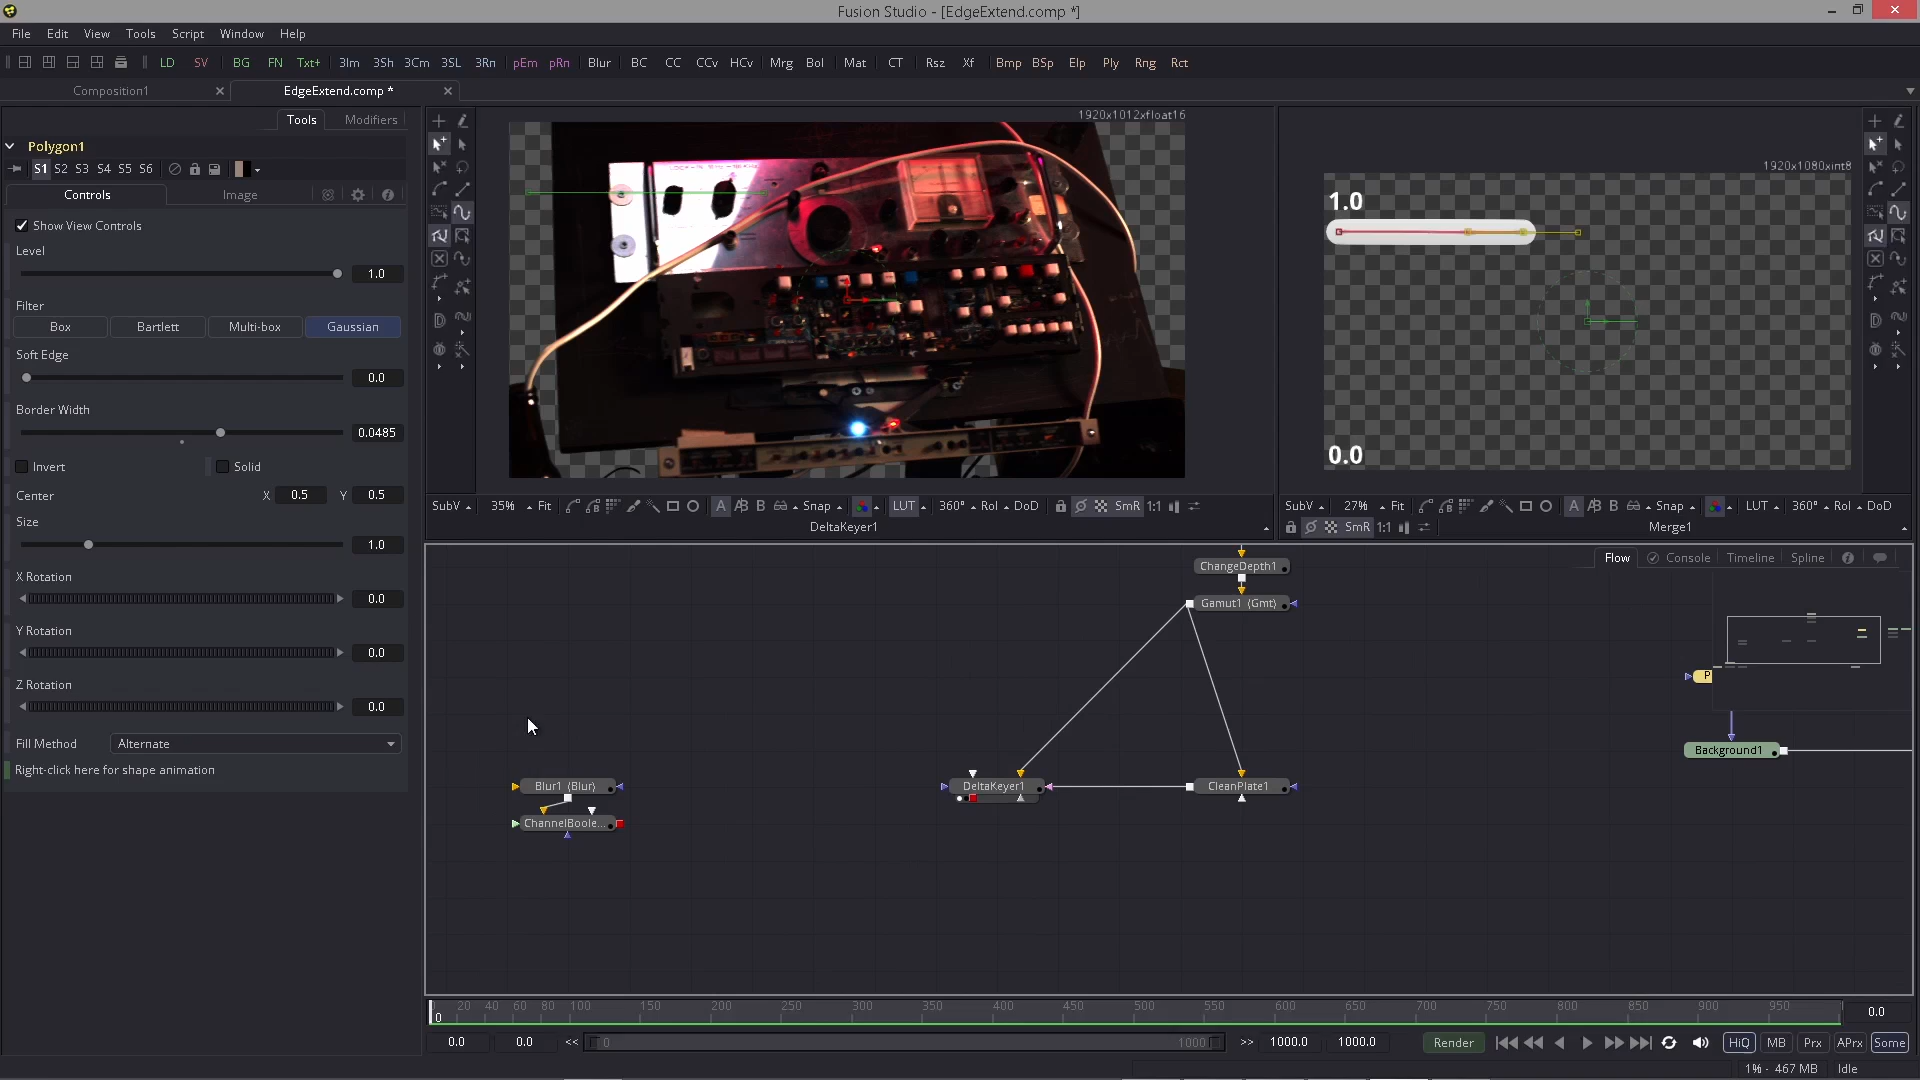 Fusion Studio - [EdgeExtend.comp *]
File Edit View Tools Script Window Help
LD SV BG FN Txt+ 3Im 3Sh 3Cm 3SL 3Rn pEm pRn Blur BC CC CCv HCv Mrg Bol Mat CT Rsz Xf Bmp BSp Elp Ply Rng Rct
Composition1 EdgeExtend.comp *
Tools Modifiers
Polygon1
S1 S2 S3 S4 S5 S6
Controls Image
Show View Controls
Level
1.0
Filter
Box Bartlett Multi-box Gaussian
Soft Edge
0.0
Border Width
0.0485
Invert Solid
Center X 0.5 Y 0.5
Size
1.0
X Rotation
0.0
Y Rotation
0.0
Z Rotation
0.0
Fill Method Alternate
Right-click here for shape animation
1920x1012xfloat16
SubV 35% Fit A B Snap LUT 360° RoI DoD SmR 1:1
DeltaKeyer1
1920x1080xint8
1.0
0.0
SubV 27% Fit A B Snap LUT 360° RoI DoD
SmR 1:1 Merge1
Flow Console Timeline Spline
ChangeDepth1
Gamut1 (Gmt)
P
Background1
Blur1 (Blur)
DeltaKeyer1
CleanPlate1
ChannelBoole...
0 20 40 60 80 100 150 200 250 300 350 400 450 500 550 600 650 700 750 800 850 900 950 0.0
0.0 0.0 << 0 1000 >> 1000.0 1000.0 Render HiQ MB Prx APrx Some
1% - 467 MB Idle